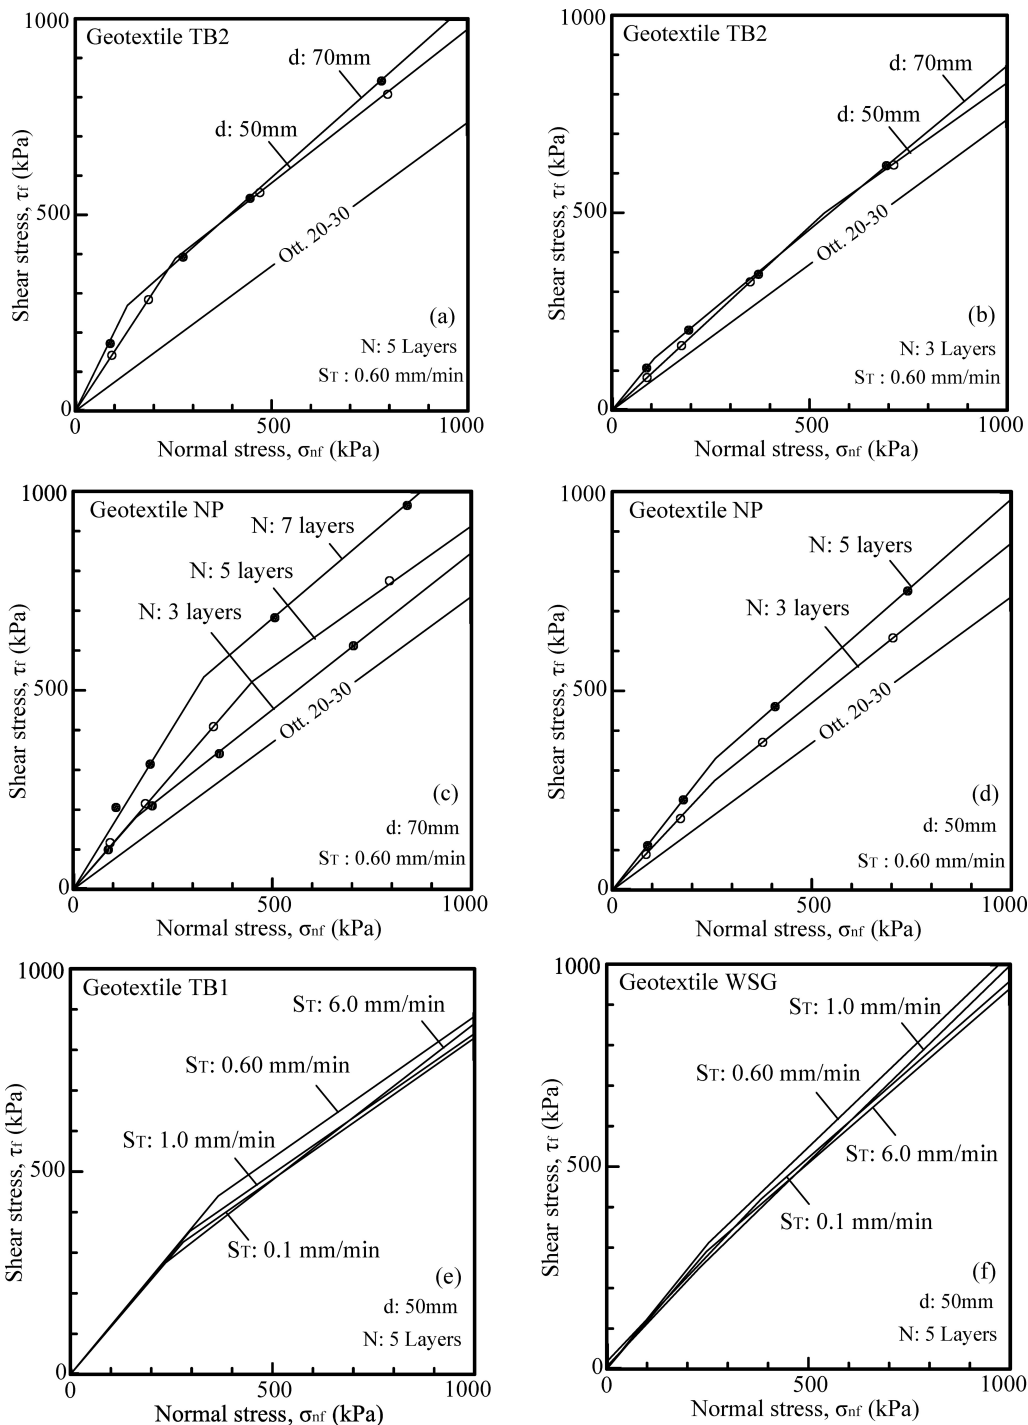 1000
Geotextile TB2
d: 70mm
d: 50mm
Ott. 20-30
500
0
Shear stress, τf (kPa)
(a)
N: 5 Layers
ST : 0.60 mm/min
500
1000
Normal stress, σnf (kPa)
1000
Geotextile TB2
d: 70mm
d: 50mm
Ott. 20-30
500
0
Shear stress, τf (kPa)
(b)
N: 3 Layers
ST : 0.60 mm/min
500
1000
Normal stress, σnf (kPa)
1000
Geotextile NP
N: 7 layers
N: 5 layers
N: 3 layers
Ott. 20-30
500
0
Shear stress, τf (kPa)
(c)
d: 70mm
ST : 0.60 mm/min
0
500
1000
Normal stress, σnf (kPa)
1000
Geotextile NP
N: 5 layers
N: 3 layers
Ott. 20-30
500
0
Shear stress, τf (kPa)
(d)
d: 50mm
ST :0.60 mm/min
0
500
1000
Normal stress, σnf (kPa)
1000
Geotextile TB1
ST: 6.0 mm/min
ST: 0.60 mm/min
ST: 1.0 mm/min
500
ST: 0.1 mm/min
0
Shear stress, τf (kPa)
(e)
d: 50mm
N: 5 Layers
0
500
1000
Normal stress, σnf (kPa)
1000
Geotextile WSG
ST: 1.0 mm/min
ST: 0.60 mm/min
ST: 6.0 mm/min
500
ST: 0.1 mm/min
0
Shear stress, τf (kPa)
(f)
d: 50mm
N: 5 Layers
0
500
1000
Normal stress, σnf (kPa)